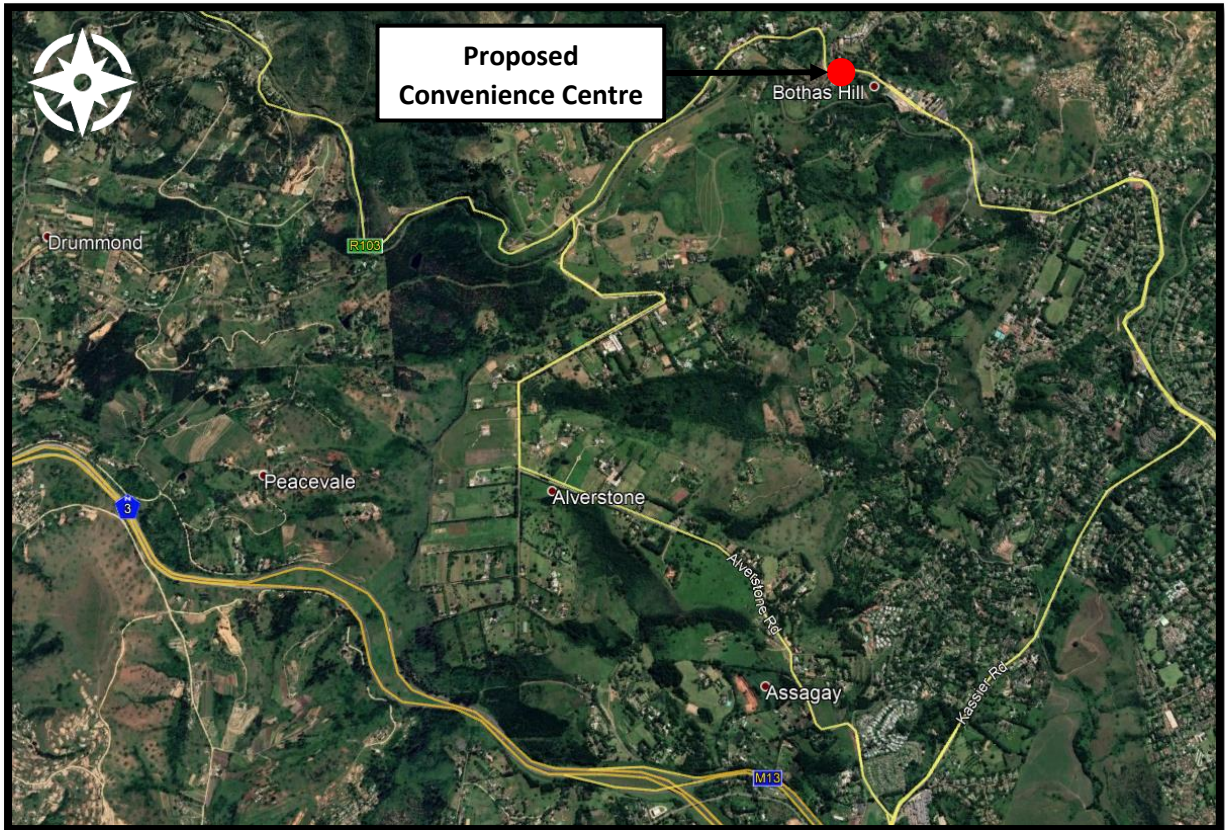 Proposed
Convenience Centre
Bothas Hill
Drummond
R103
Peacevale
N
3
Alverstone
Alverstone Rd
Assagay
Kassier Rd
M13